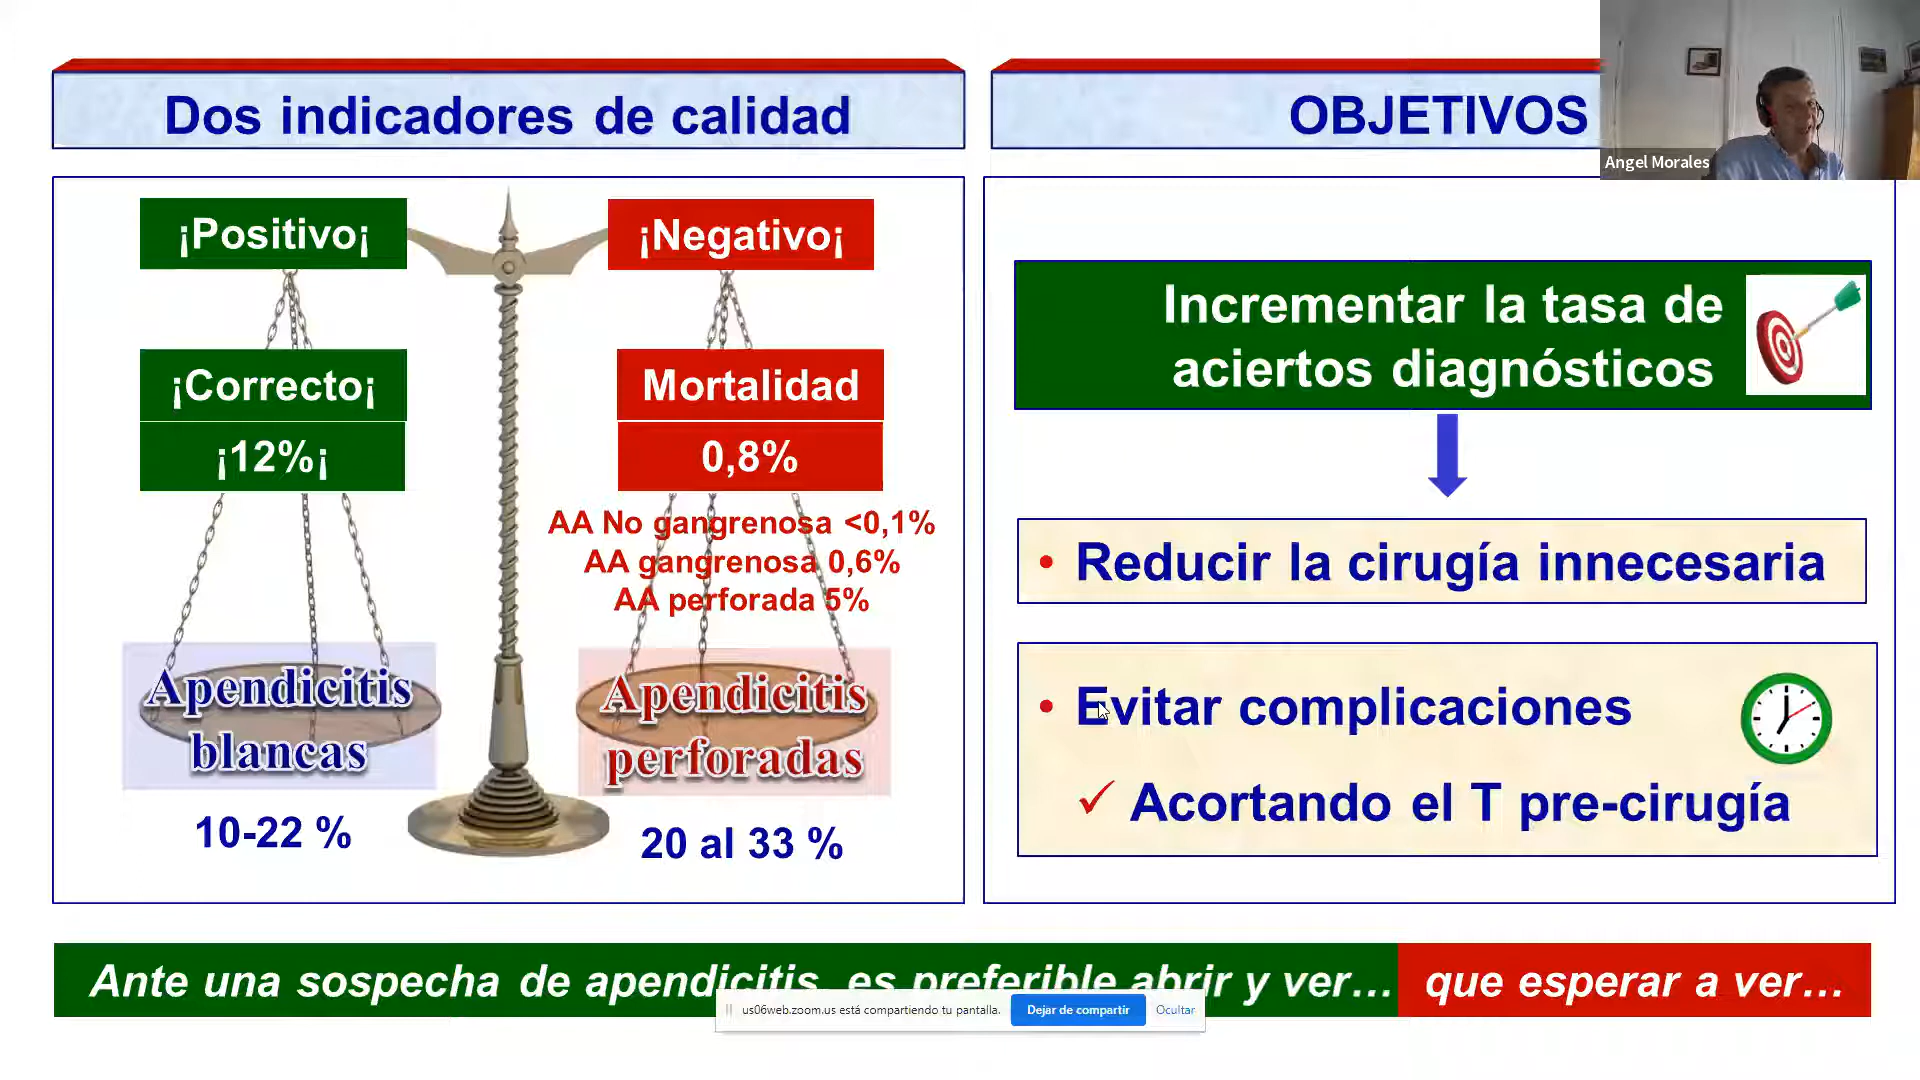 Dos indicadores de calidad
¡Positivo¡
¡Negativo¡
¡Correcto¡
¡12%¡
Mortalidad
0,8%
AA No gangrenosa <0,1%
AA gangrenosa 0,6%
AA perforada 5%
Apendicitis
blancas
Apendicitis
perforadas
10-22 %
20 al 33 %
OBJETIVOS
Angel Morales
Incrementar la tasa de
aciertos diagnósticos
• Reducir la cirugía innecesaria
• Evitar complicaciones
✓ Acortando el T pre-cirugía
Ante una sospecha de apendicitis, es preferible abrir y ver... que esperar a ver...
us06web.zoom.us está compartiendo tu pantalla.
Dejar de compartir
Ocultar